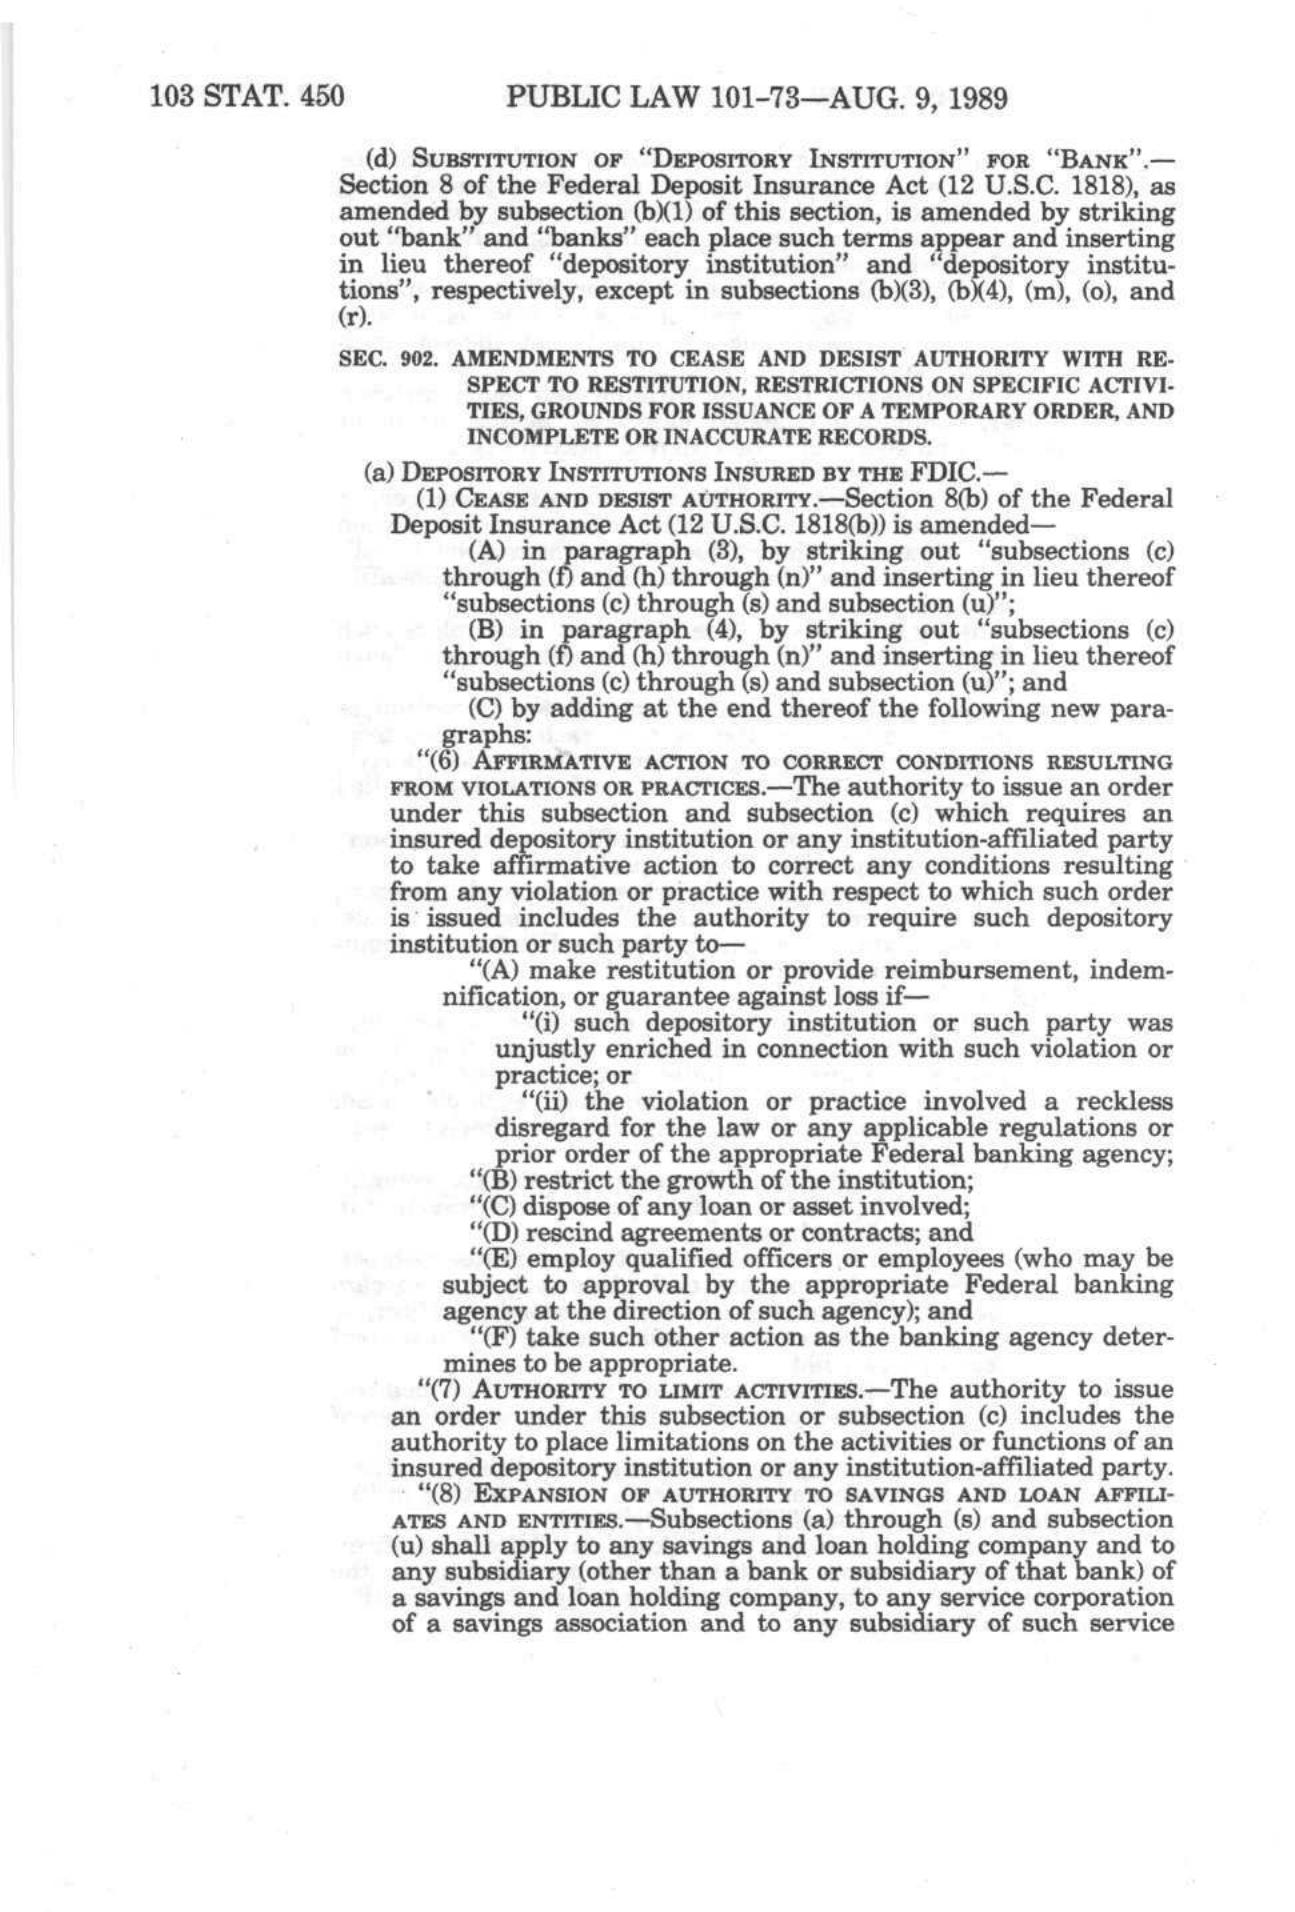 103 STAT. 450 PUBLIC LAW 101-73—AUG. 9, 1989
(d) SUBSTITUTION OF “DEPOSITORY INSTITUTION” FOR “BANK”.—
Section 8 of the Federal Deposit Insurance Act (12 U.S.C. 1818), as
amended by subsection (b)(1) of this section, is amended by striking
out “bank” and “banks” each place such terms appear and inserting
in lieu thereof “depository institution” and “depository institu-
tions”, respectively, except in subsections (b)(3), (b)(4), (m), (o), and
(r).
SEC. 902. AMENDMENTS TO CEASE AND DESIST AUTHORITY WITH RE-
SPECT TO RESTITUTION, RESTRICTIONS ON SPECIFIC ACTIVI-
TIES, GROUNDS FOR ISSUANCE OF A TEMPORARY ORDER, AND
INCOMPLETE OR INACCURATE RECORDS.
(a) DEPOSITORY INSTITUTIONS INSURED BY THE FDIC.—
(1) CEASE AND DESIST AUTHORITY.—Section 8(b) of the Federal
Deposit Insurance Act (12 U.S.C. 1818(b)) is amended—
(A) in paragraph (3), by striking out “subsections (c)
through (f) and (h) through (n)” and inserting in lieu thereof
“subsections (c) through (s) and subsection (u)”;
(B) in paragraph (4), by striking out “subsections (c)
through (f) and (h) through (n)” and inserting in lieu thereof
“subsections (c) through (s) and subsection (u)”; and
(C) by adding at the end thereof the following new para-
graphs:
“(6) AFFIRMATIVE ACTION TO CORRECT CONDITIONS RESULTING
FROM VIOLATIONS OR PRACTICES.—The authority to issue an order
under this subsection and subsection (c) which requires an
insured depository institution or any institution-affiliated party
to take affirmative action to correct any conditions resulting
from any violation or practice with respect to which such order
is issued includes the authority to require such depository
institution or such party to—
“(A) make restitution or provide reimbursement, indem-
nification, or guarantee against loss if—
“(i) such depository institution or such party was
unjustly enriched in connection with such violation or
practice; or
“(ii) the violation or practice involved a reckless
disregard for the law or any applicable regulations or
prior order of the appropriate Federal banking agency;
“(B) restrict the growth of the institution;
“(C) dispose of any loan or asset involved;
“(D) rescind agreements or contracts; and
“(E) employ qualified officers or employees (who may be
subject to approval by the appropriate Federal banking
agency at the direction of such agency); and
“(F) take such other action as the banking agency deter-
mines to be appropriate.
“(7) AUTHORITY TO LIMIT ACTIVITIES.—The authority to issue
an order under this subsection or subsection (c) includes the
authority to place limitations on the activities or functions of an
insured depository institution or any institution-affiliated party.
“(8) EXPANSION OF AUTHORITY TO SAVINGS AND LOAN AFFILI-
ATES AND ENTITIES.—Subsections (a) through (s) and subsection
(u) shall apply to any savings and loan holding company and to
any subsidiary (other than a bank or subsidiary of that bank) of
a savings and loan holding company, to any service corporation
of a savings association and to any subsidiary of such service